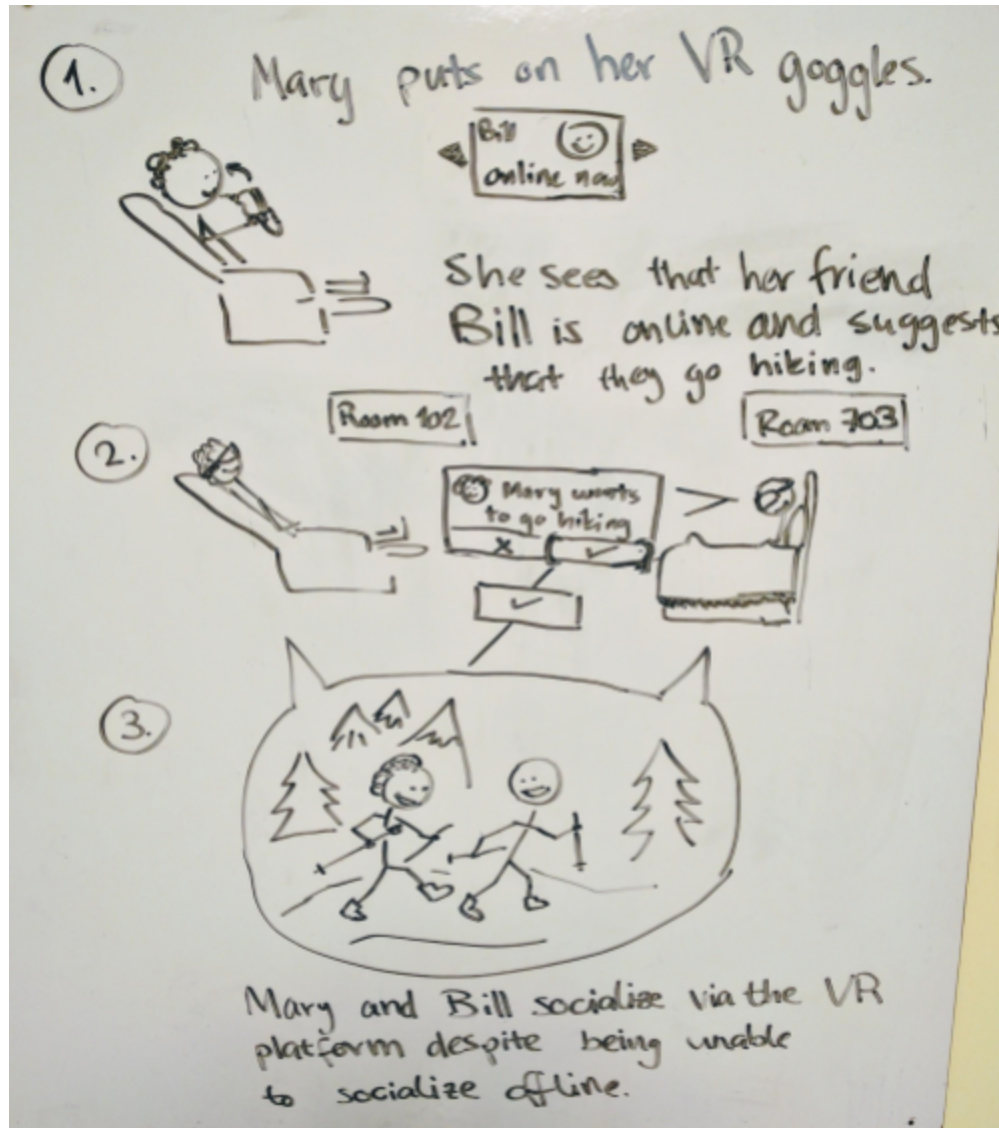 1.
Mary puts on her VR goggles.
Bill
online now
She sees that her friend
Bill is online and suggests
that they go hiking.
Room 102
Room 703
2.
Mary wants
to go hiking
3.
Mary and Bill socialize via the VR
platform despite being unable
to socialize offline.